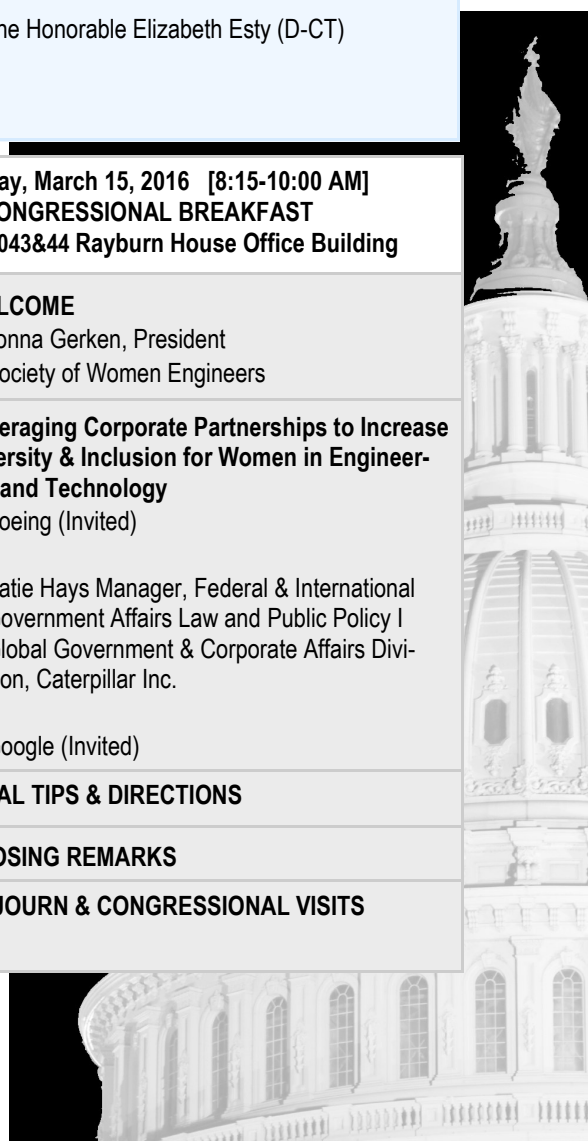 ne Honorable Elizabeth Esty (D-CT)
ay, March 15, 2016 [8:15-10:00 AM]
ONGRESSIONAL BREAKFAST
043&44 Rayburn House Office Building
LCOME
onna Gerken, President
ociety of Women Engineers
eraging Corporate Partnerships to Increase
ersity & Inclusion for Women in Engineer-
and Technology
oeing (Invited)
atie Hays Manager, Federal & International
overnment Affairs Law and Public Policy I
lobal Government & Corporate Affairs Divi-
on, Caterpillar Inc.
oogle (Invited)
AL TIPS & DIRECTIONS
OSING REMARKS
JOURN & CONGRESSIONAL VISITS